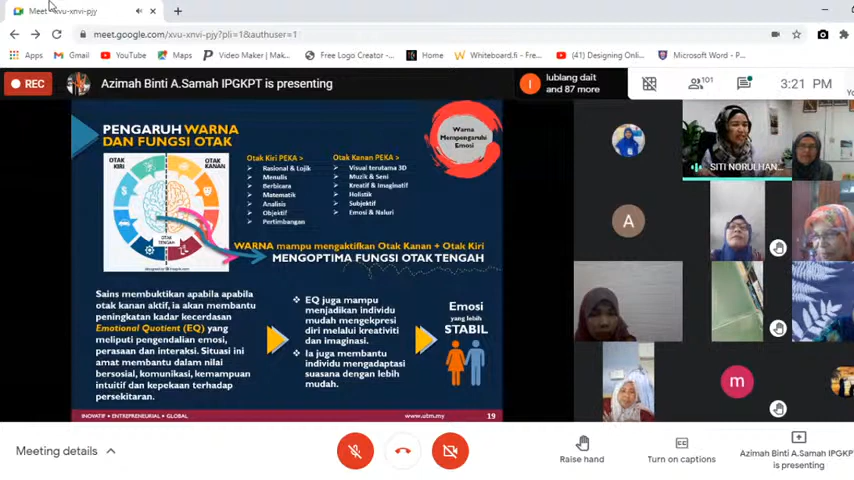 Meet - xvu-xnvi-pjy
meet.google.com/xvu-xnvi-pjy?pli=1&authuser=1
Apps
Gmail
YouTube
Maps
Video Maker | Mak...
Free Logo Creator -...
Home
Whiteboard.fi - Fre...
(41) Designing Onli...
Microsoft Word - P...
REC
Azimah Binti A.Samah IPGKPT is presenting
lublang dait
and 87 more
101
3:21 PM
Yo
PENGARUH WARNA
DAN FUNGSI OTAK
Warna
Mempengaruhi
Emosi
OTAK
KIRI
OTAK
KANAN
OTAK
TENGAH
Otak Kiri PEKA >
Rasional & Lojik
Menulis
Berbicara
Matematik
Analisis
Objektif
Pertimbangan
Otak Kanan PEKA >
Visual terutama 3D
Muzik & Seni
Kreatif & Imaginatif
Holistik
Subjektif
Emosi & Naluri
WARNA mampu mengaktifkan Otak Kanan + Otak Kiri
MENGOPTIMA FUNGSI OTAK TENGAH
Sains membuktikan apabila apabila
otak kanan aktif, ia akan membantu
peningkatan kadar kecerdasan
Emotional Quotient (EQ) yang
meliputi pengendalian emosi,
perasaan dan interaksi. Situasi ini
amat membantu dalam nilai
bersosial, komunikasi, kemampuan
intuitif dan kepekaan terhadap
persekitaran.
EQ juga mampu
menjadikan individu
mudah mengekpresi
diri melalui kreativiti
dan imaginasi.
Ia juga membantu
individu mengadaptasi
suasana dengan lebih
mudah.
Emosi
yang lebih
STABIL
INOVATIF • ENTREPRENEURIAL • GLOBAL
www.utm.my
19
SITI NORULHAN...
A
m
Meeting details
Raise hand
Turn on captions
Azimah Binti A.Samah IPGKP
is presenting